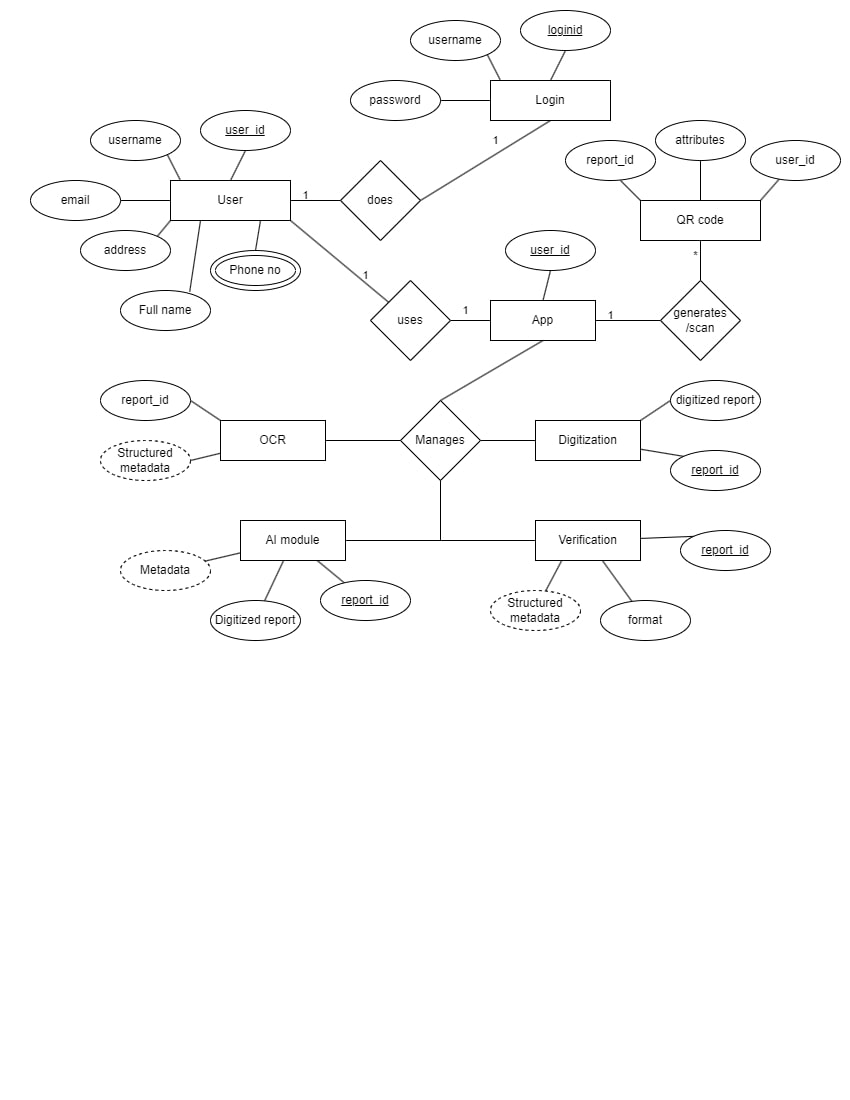 loginid
username
password
Login
1
username
user_id
email
User
1
does
address
Phone no
Full name
1
report_id
attributes
user_id
QR code
*
user_id
uses
1
App
1
generates
/scan
report_id
OCR
Structured
metadata
Manages
Digitization
digitized report
report_id
AI module
Metadata
Digitized report
report_id
Verification
report_id
Structured
metadata
format